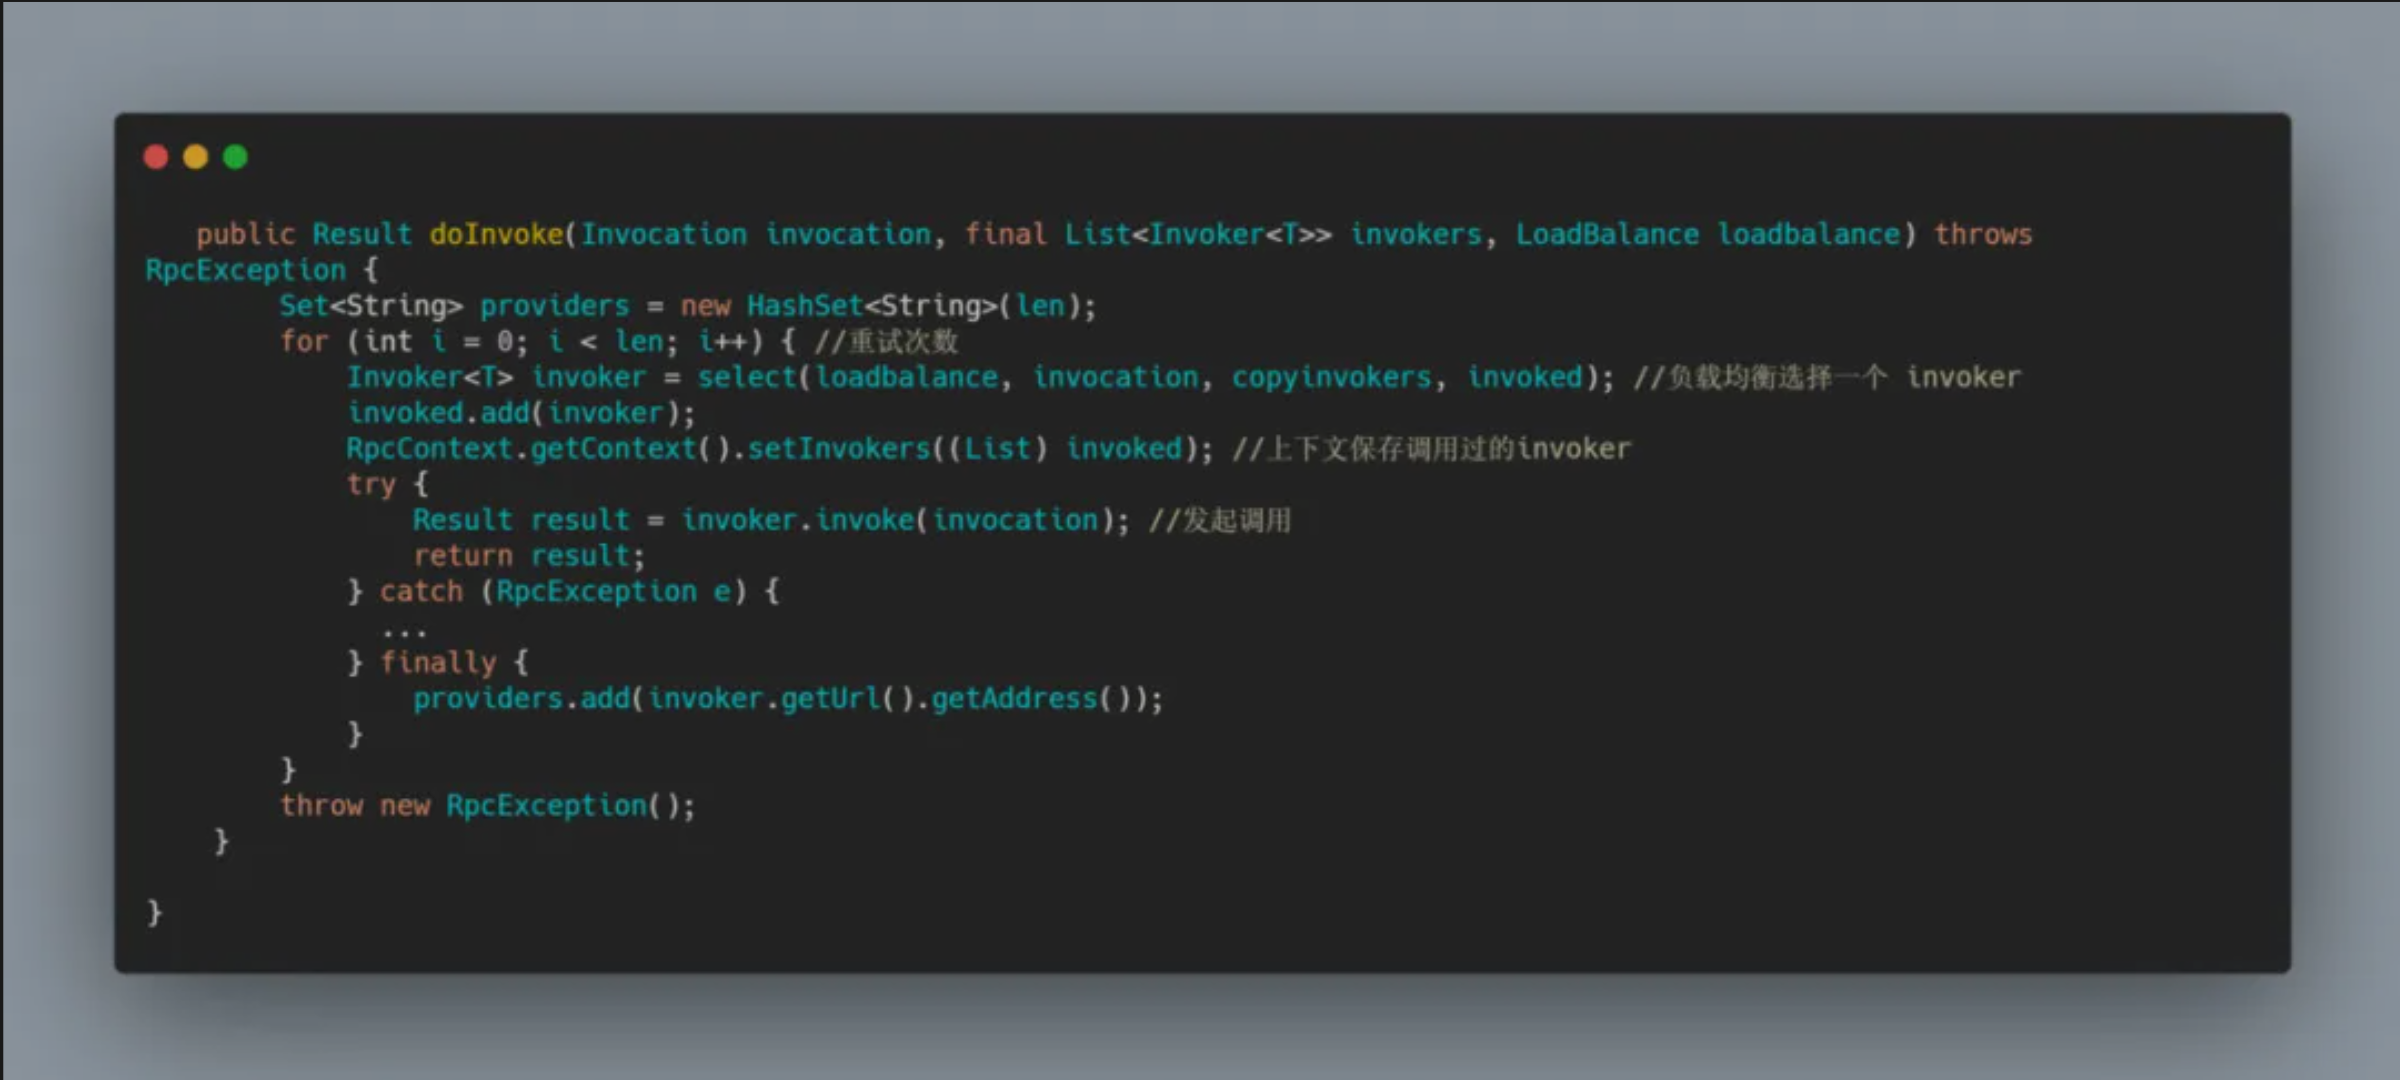 public Result doInvoke(Invocation invocation, final List<Invoker<T>> invokers, LoadBalance loadbalance) throws
RpcException {
Set<String> providers = new HashSet<String>(len);
for (int i = 0; i < len; i++) { //重试次数
Invoker<T> invoker = select(loadbalance, invocation, copyinvokers, invoked); //负载均衡选择一个 invoker
invoked.add(invoker);
RpcContext.getContext().setInvokers((List) invoked); //上下文保存调用过的invoker
try {
Result result = invoker.invoke(invocation); //发起调用
return result;
} catch (RpcException e) {
...
} finally {
providers.add(invoker.getUrl().getAddress());
}
}
throw new RpcException();
}
}